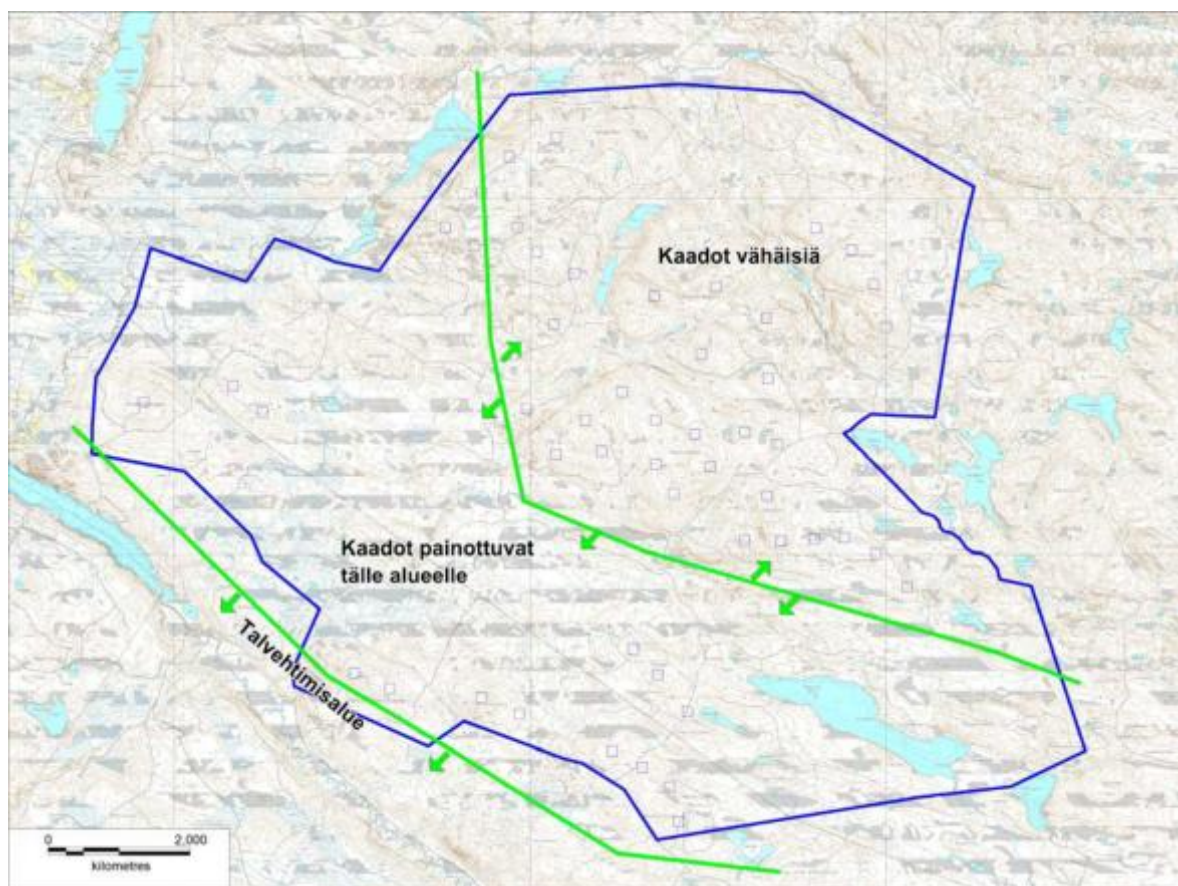 Kaadot vähäisiä
Kaadot painottuvat
tälle alueelle
Talvehtimisalue
0 2,000
kilometres